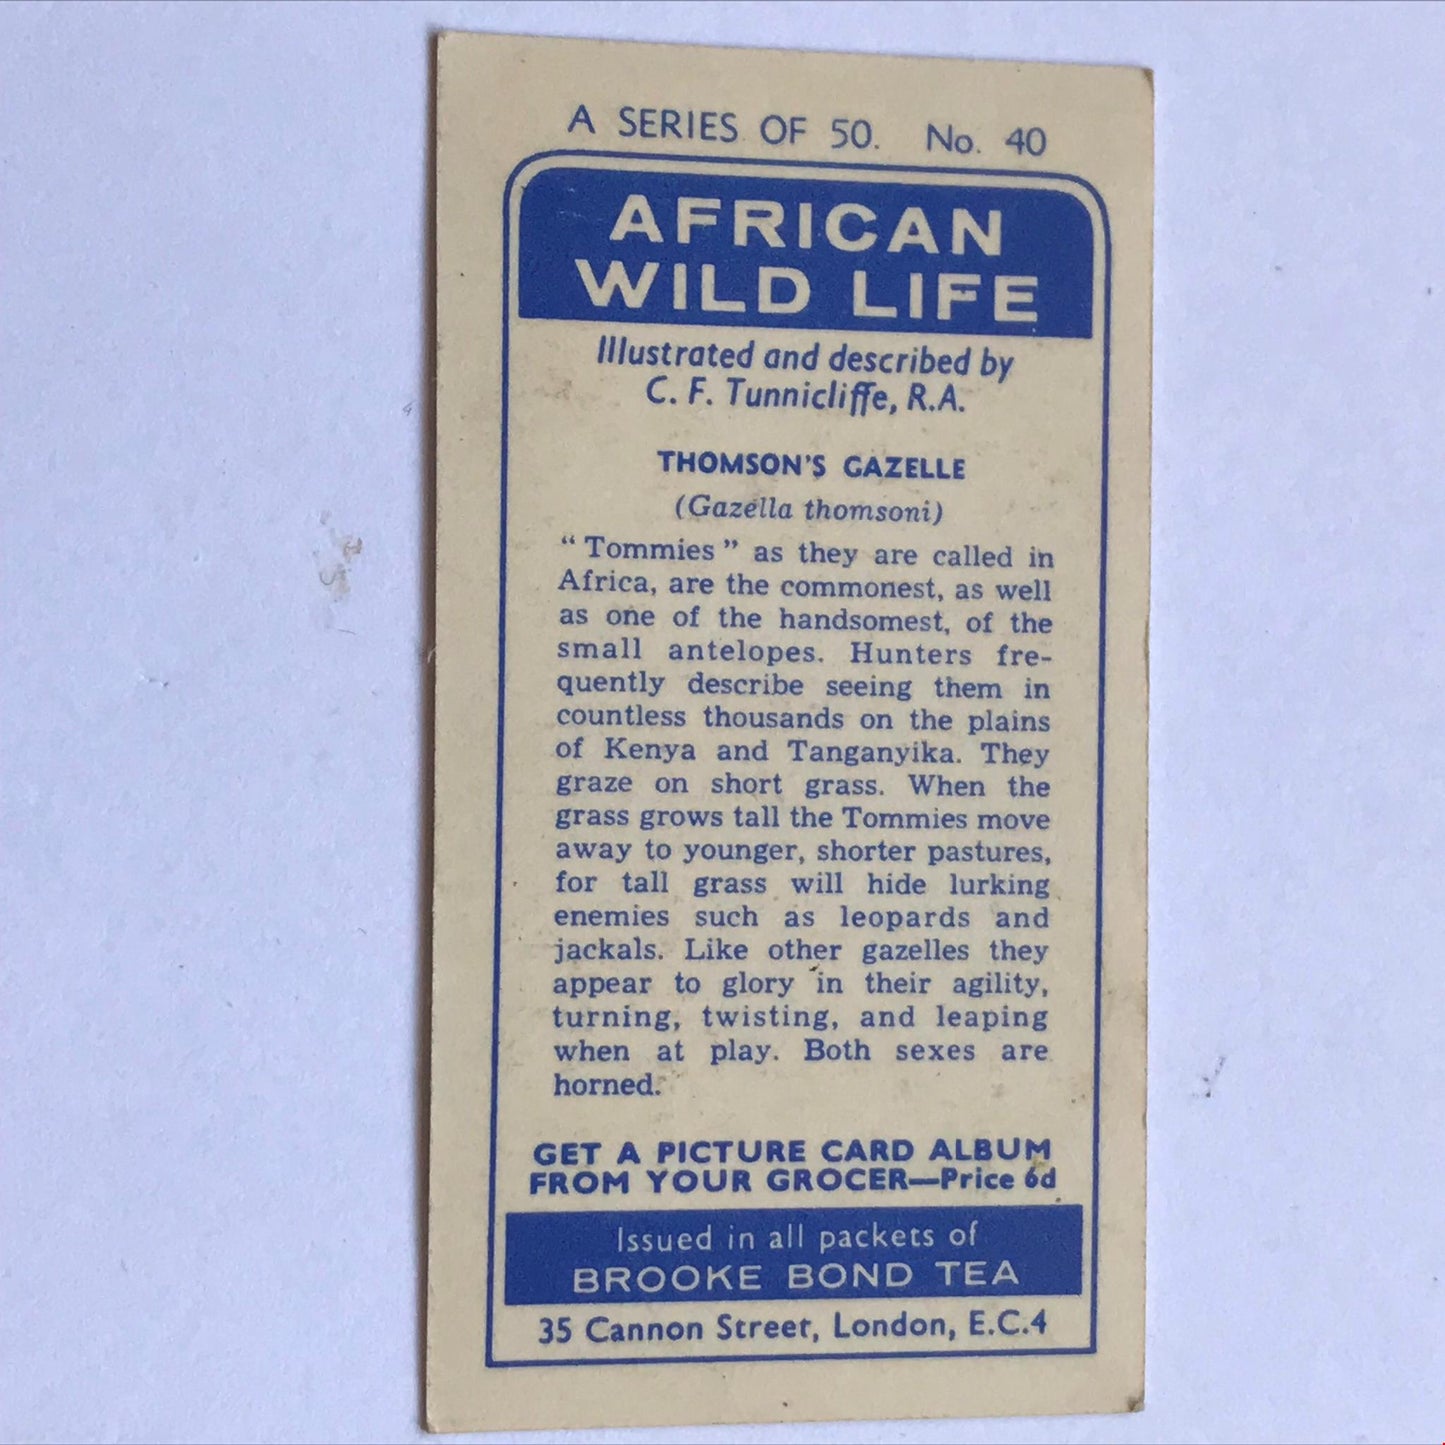 A SERIES OF 50. No. 40
AFRICAN
WILD LIFE
Illustrated and described by
C. F. Tunnicliffe, R.A.
THOMSON'S GAZELLE
(Gazella thomsoni)
“Tommies” as they are called in
Africa, are the commonest, as well
as one of the handsomest, of the
small antelopes. Hunters fre-
quently describe seeing them in
countless thousands on the plains
of Kenya and Tanganyika. They
graze on short grass. When the
grass grows tall the Tommies move
away to younger, shorter pastures,
for tall grass will hide lurking
enemies such as leopards and
jackals. Like other gazelles they
appear to glory in their agility,
turning, twisting, and leaping
when at play. Both sexes are
horned.
GET A PICTURE CARD ALBUM
FROM YOUR GROCER—Price 6d
Issued in all packets of
BROOKE BOND TEA
35 Cannon Street, London, E.C.4